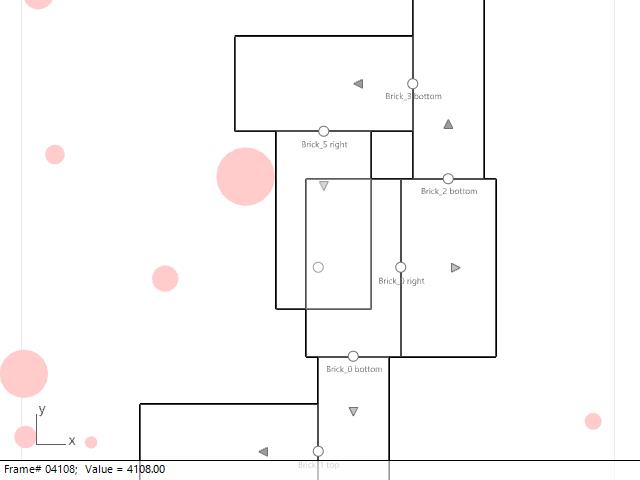 Brick_3 bottom
Brick_5 right
Brick_2 bottom
Brick_0 right
Brick_0 bottom
y
x
Brick_1 top
Frame# 04108; Value = 4108.00